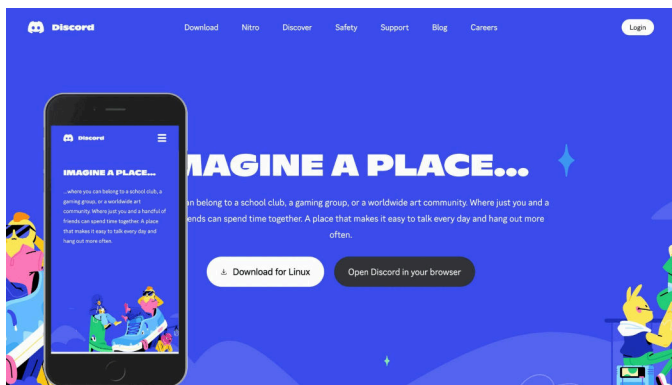 Discord
Download Nitro Discover Safety Support Blog Careers
Login
MAGINE A PLACE...
an belong to a school club, a gaming group, or a worldwide art community. Where just you and a
ends can spend time together. A place that makes it easy to talk every day and hang out more
often.
Download for Linux
Open Discord in your browser
Discord
IMAGINE A PLACE...
...where you can belong to a school club, a
gaming group, or a worldwide art
community. Where just you and a handful of
friends can spend time together. A place
that makes it easy to talk every day and
hang out more often.